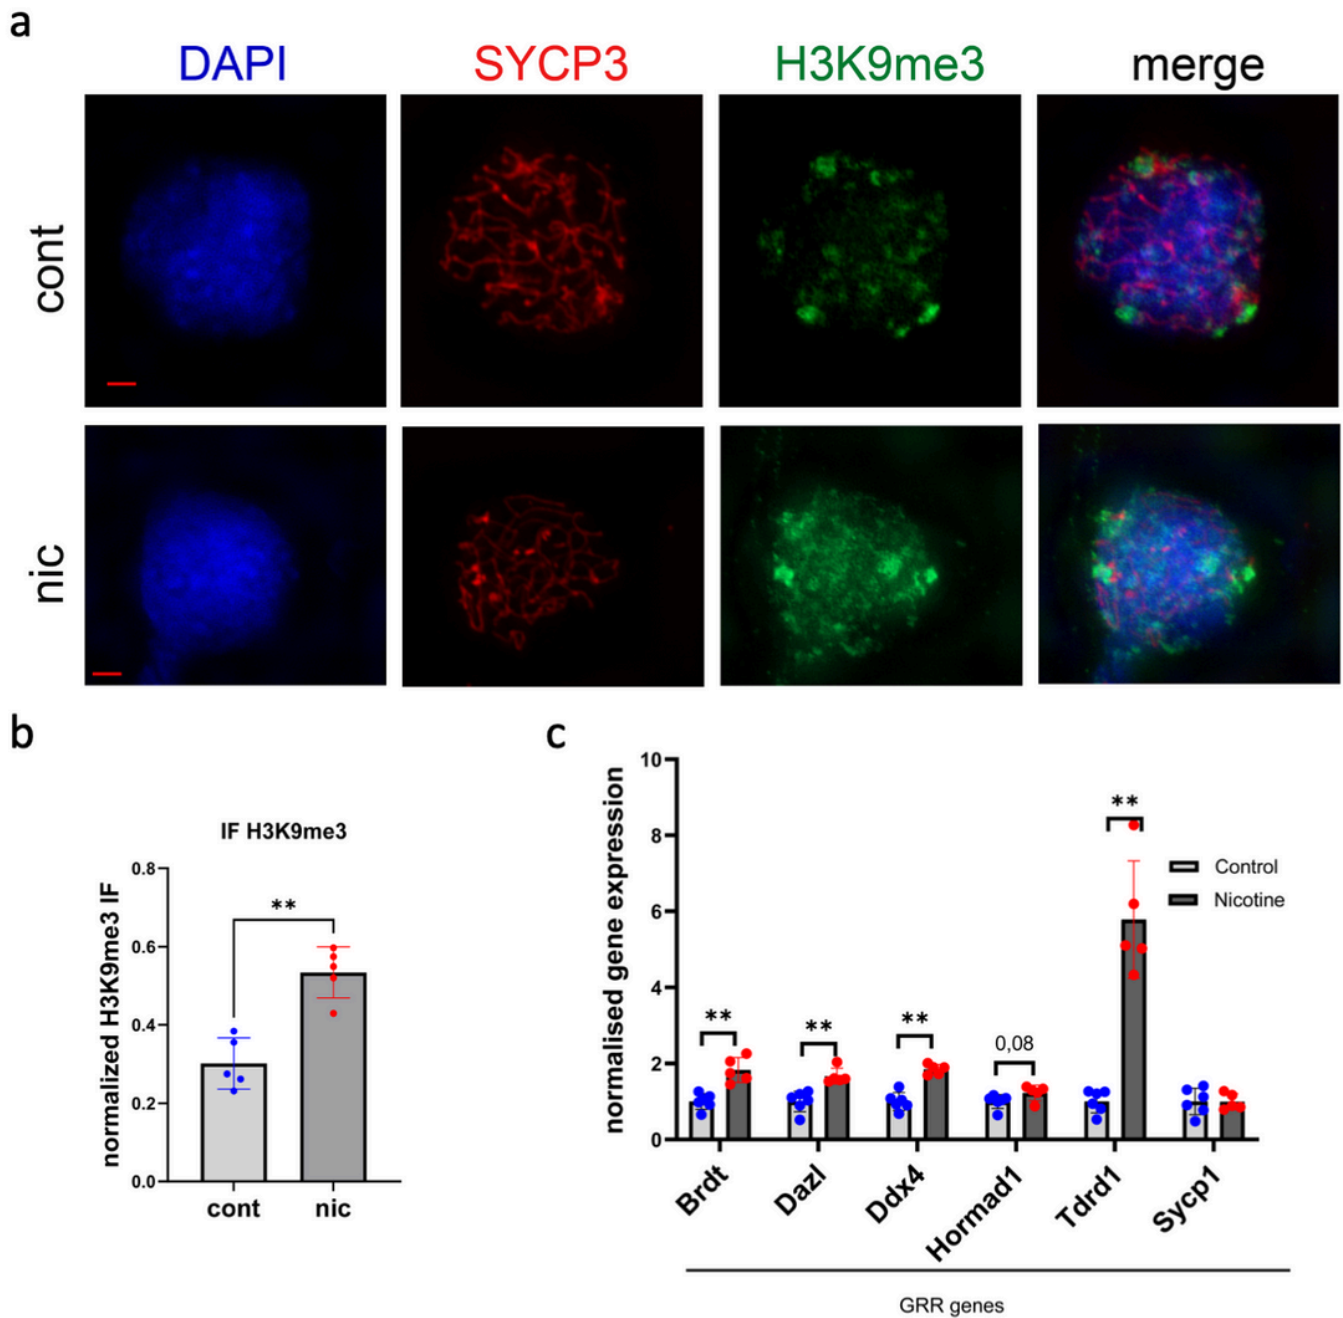 a
DAPI
SYCP3
H3K9me3
merge
cont
nic
b
IF H3K9me3
normalized H3K9me3 IF
0.8
0.6
0.4
0.2
0.0
**
cont
nic
c
normalised gene expression
10
8
6
4
2
0
**
**
**
0,08
**
Control
Nicotine
Brdt
Dazl
Ddx4
Hormad1
Tdrd1
Sycp1
GRR genes